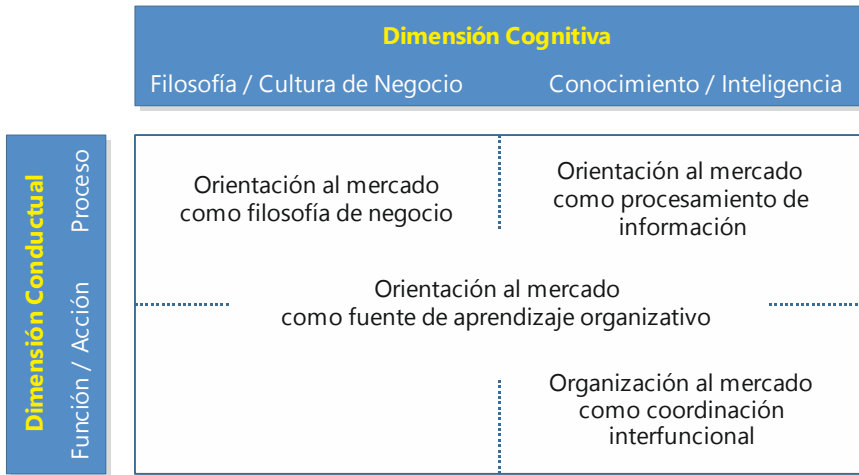 Dimensión Cognitiva
Filosofía / Cultura de Negocio
Conocimiento / Inteligencia
Dimensión Conductual
Proceso
Función / Acción
Orientación al mercado
como filosofía de negocio
Orientación al mercado
como procesamiento de
información
Orientación al mercado
como fuente de aprendizaje organizativo
Organización al mercado
como coordinación
interfuncional